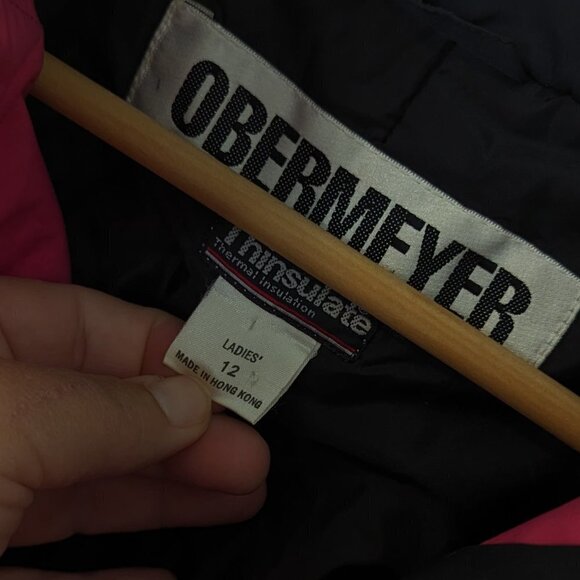 OBERMEYER
Thinsulate
Thermal Insulation
LADIES'
12
MADE IN HONG KONG